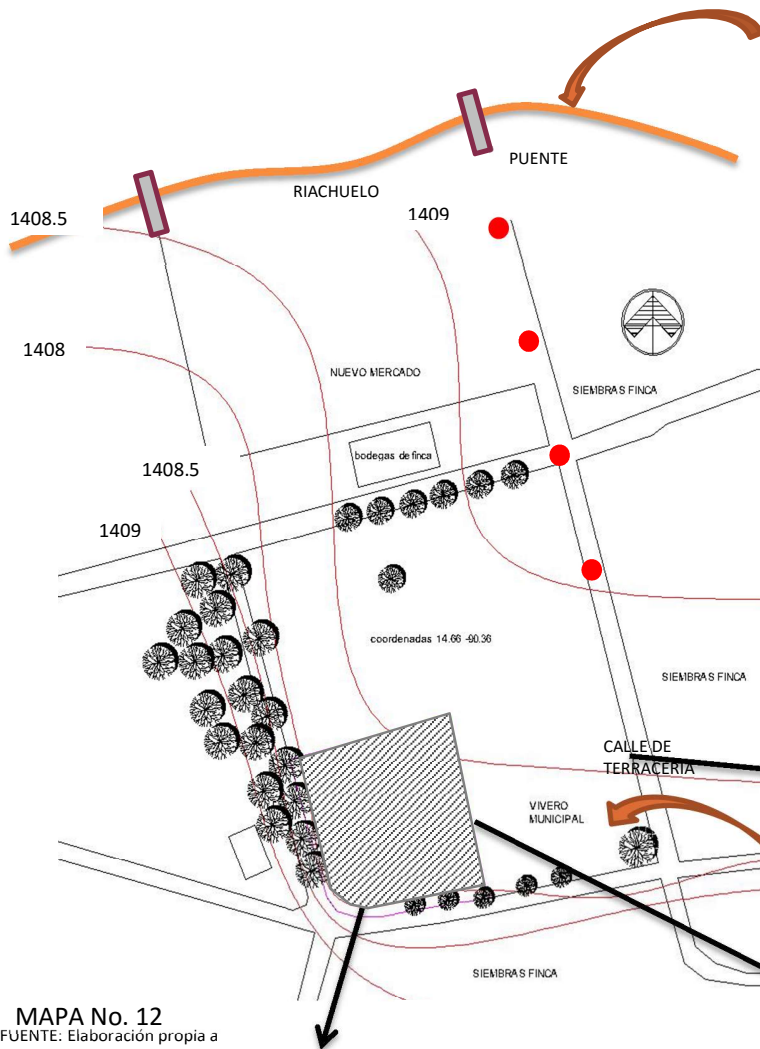 PUENTE
RIACHUELO
1408.5
1409
1408
NUEVO MERCADO
SIEMBRAS FINCA
bodegas de finca
1408.5
1409
coordenadas 14.66 -90.36
SIEMBRAS FINCA
CALLE DE
TERRACERIA
VIVERO
MUNICIPAL
SIEMBRAS FINCA
MAPA No. 12
FUENTE: Elaboración propia a